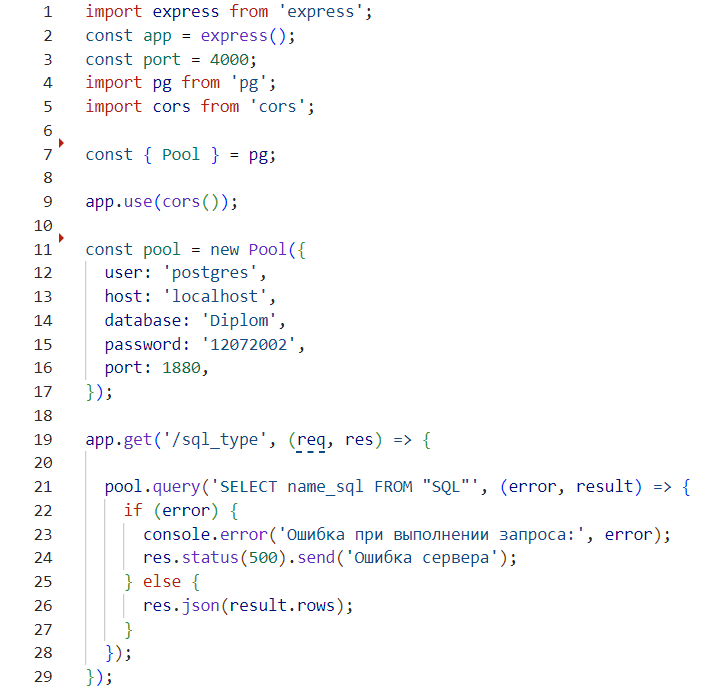 1 import express from 'express';
2 const app = express();
3 const port = 4000;
4 import pg from 'pg';
5 import cors from 'cors';
6
7 const { Pool } = pg;
8
9 app.use(cors());
10
11 const pool = new Pool({
12   user: 'postgres',
13   host: 'localhost',
14   database: 'Diplom',
15   password: '12072002',
16   port: 1880,
17 });
18
19 app.get('/sql_type', (req, res) => {
20
21   pool.query('SELECT name_sql FROM "SQL"', (error, result) => {
22     if (error) {
23       console.error('Ошибка при выполнении запроса:', error);
24       res.status(500).send('Ошибка сервера');
25     } else {
26       res.json(result.rows);
27     }
28   });
29 });